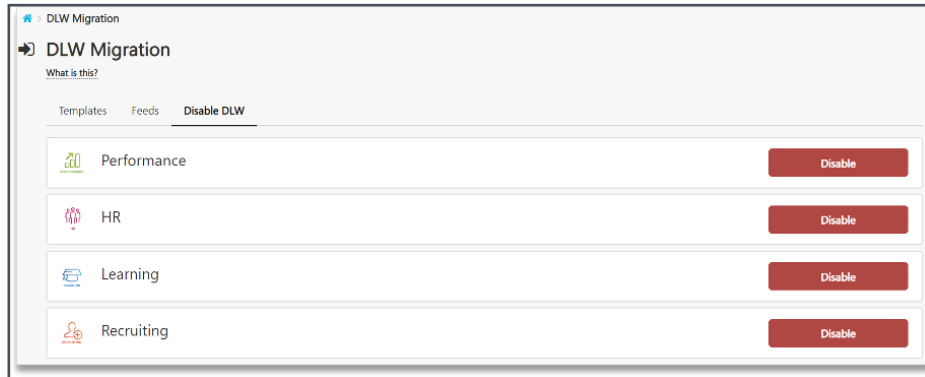 DLW Migration
DLW Migration
What is this?
Templates Feeds Disable DLW
Performance Disable
HR Disable
Learning Disable
Recruiting Disable